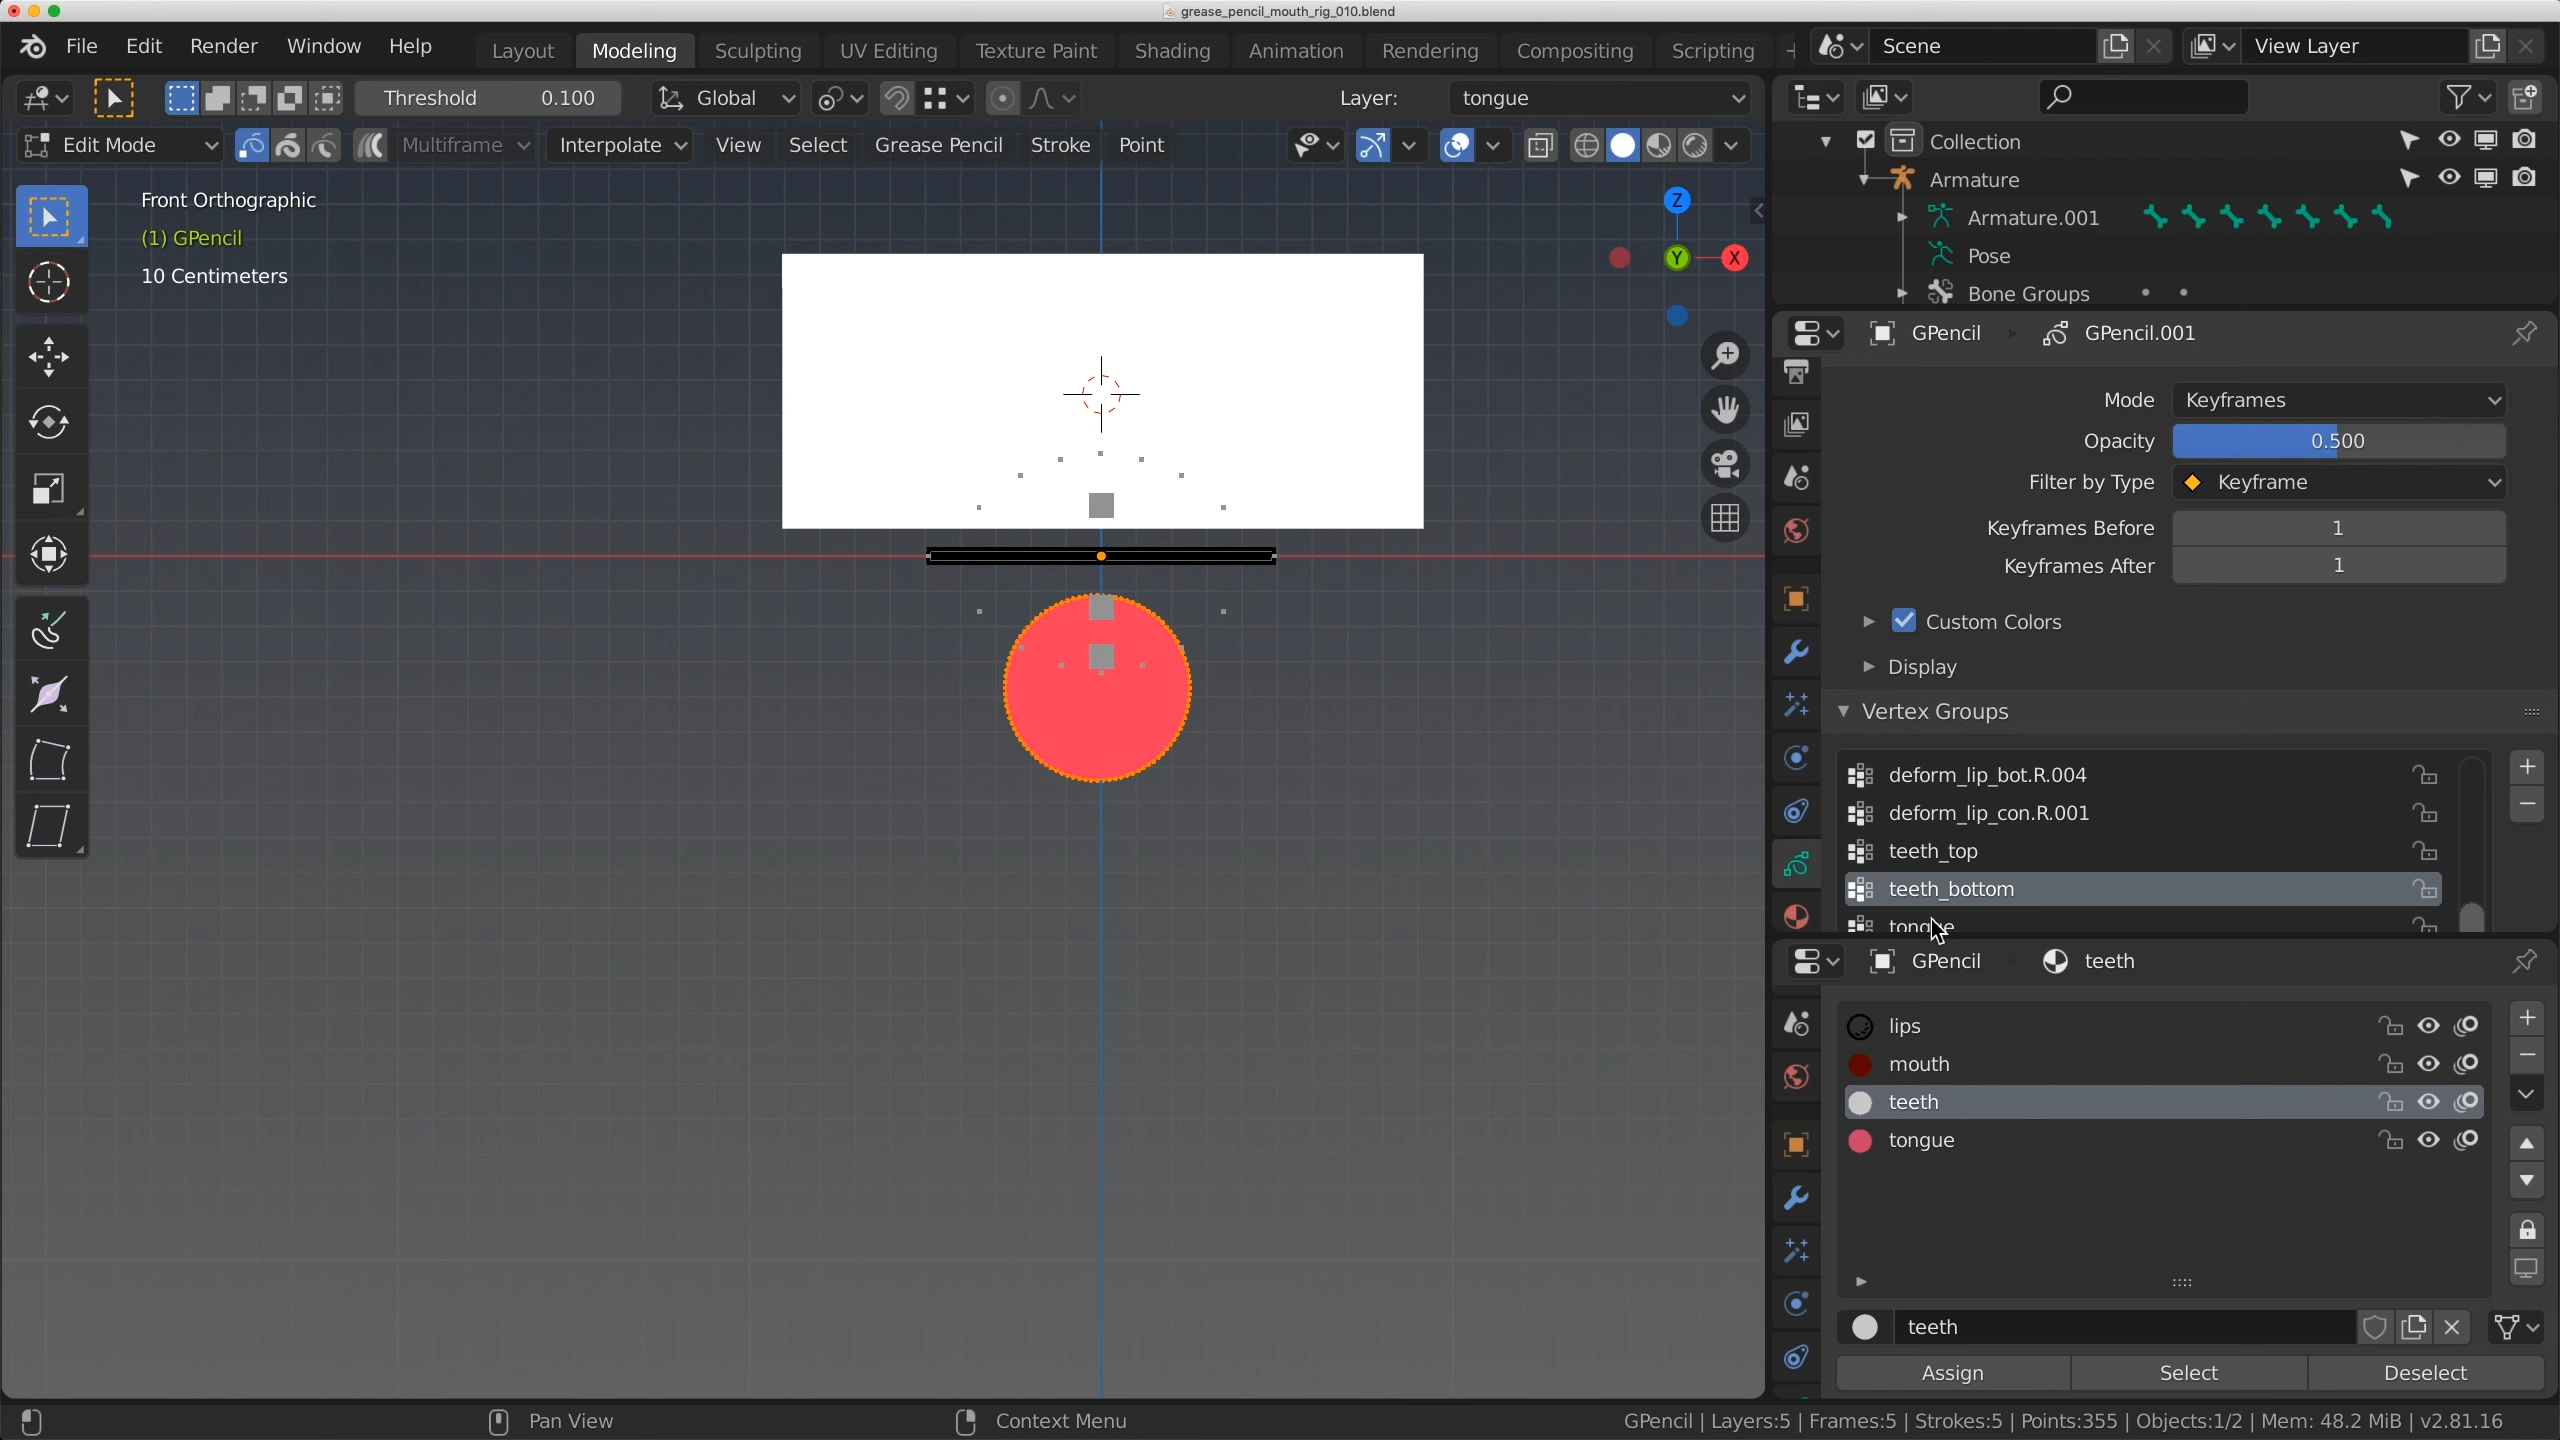 grease_pencil_mouth_rig_010.blend
File Edit Render Window Help Layout Modeling Sculpting UV Editing Texture Paint Shading Animation Rendering Compositing Scripting Scene View Layer
Threshold 0.100 Global Layer: tongue
Edit Mode Multiframe Interpolate View Select Grease Pencil Stroke Point
Front Orthographic
(1) GPencil
10 Centimeters
Z
Y
X
Collection
Armature
Armature.001
Pose
Bone Groups
GPencil GPencil.001
Mode Keyframes
Opacity 0.500
Filter by Type Keyframe
Keyframes Before 1
Keyframes After 1
Custom Colors
Display
Vertex Groups
deform_lip_bot.R.004
deform_lip_con.R.001
teeth_top
teeth_bottom
tongue
GPencil teeth
lips
mouth
teeth
tongue
teeth
Assign Select Deselect
Pan View Context Menu GPencil | Layers:5 | Frames:5 | Strokes:5 | Points:355 | Objects:1/2 | Mem: 48.2 MiB | v2.81.16